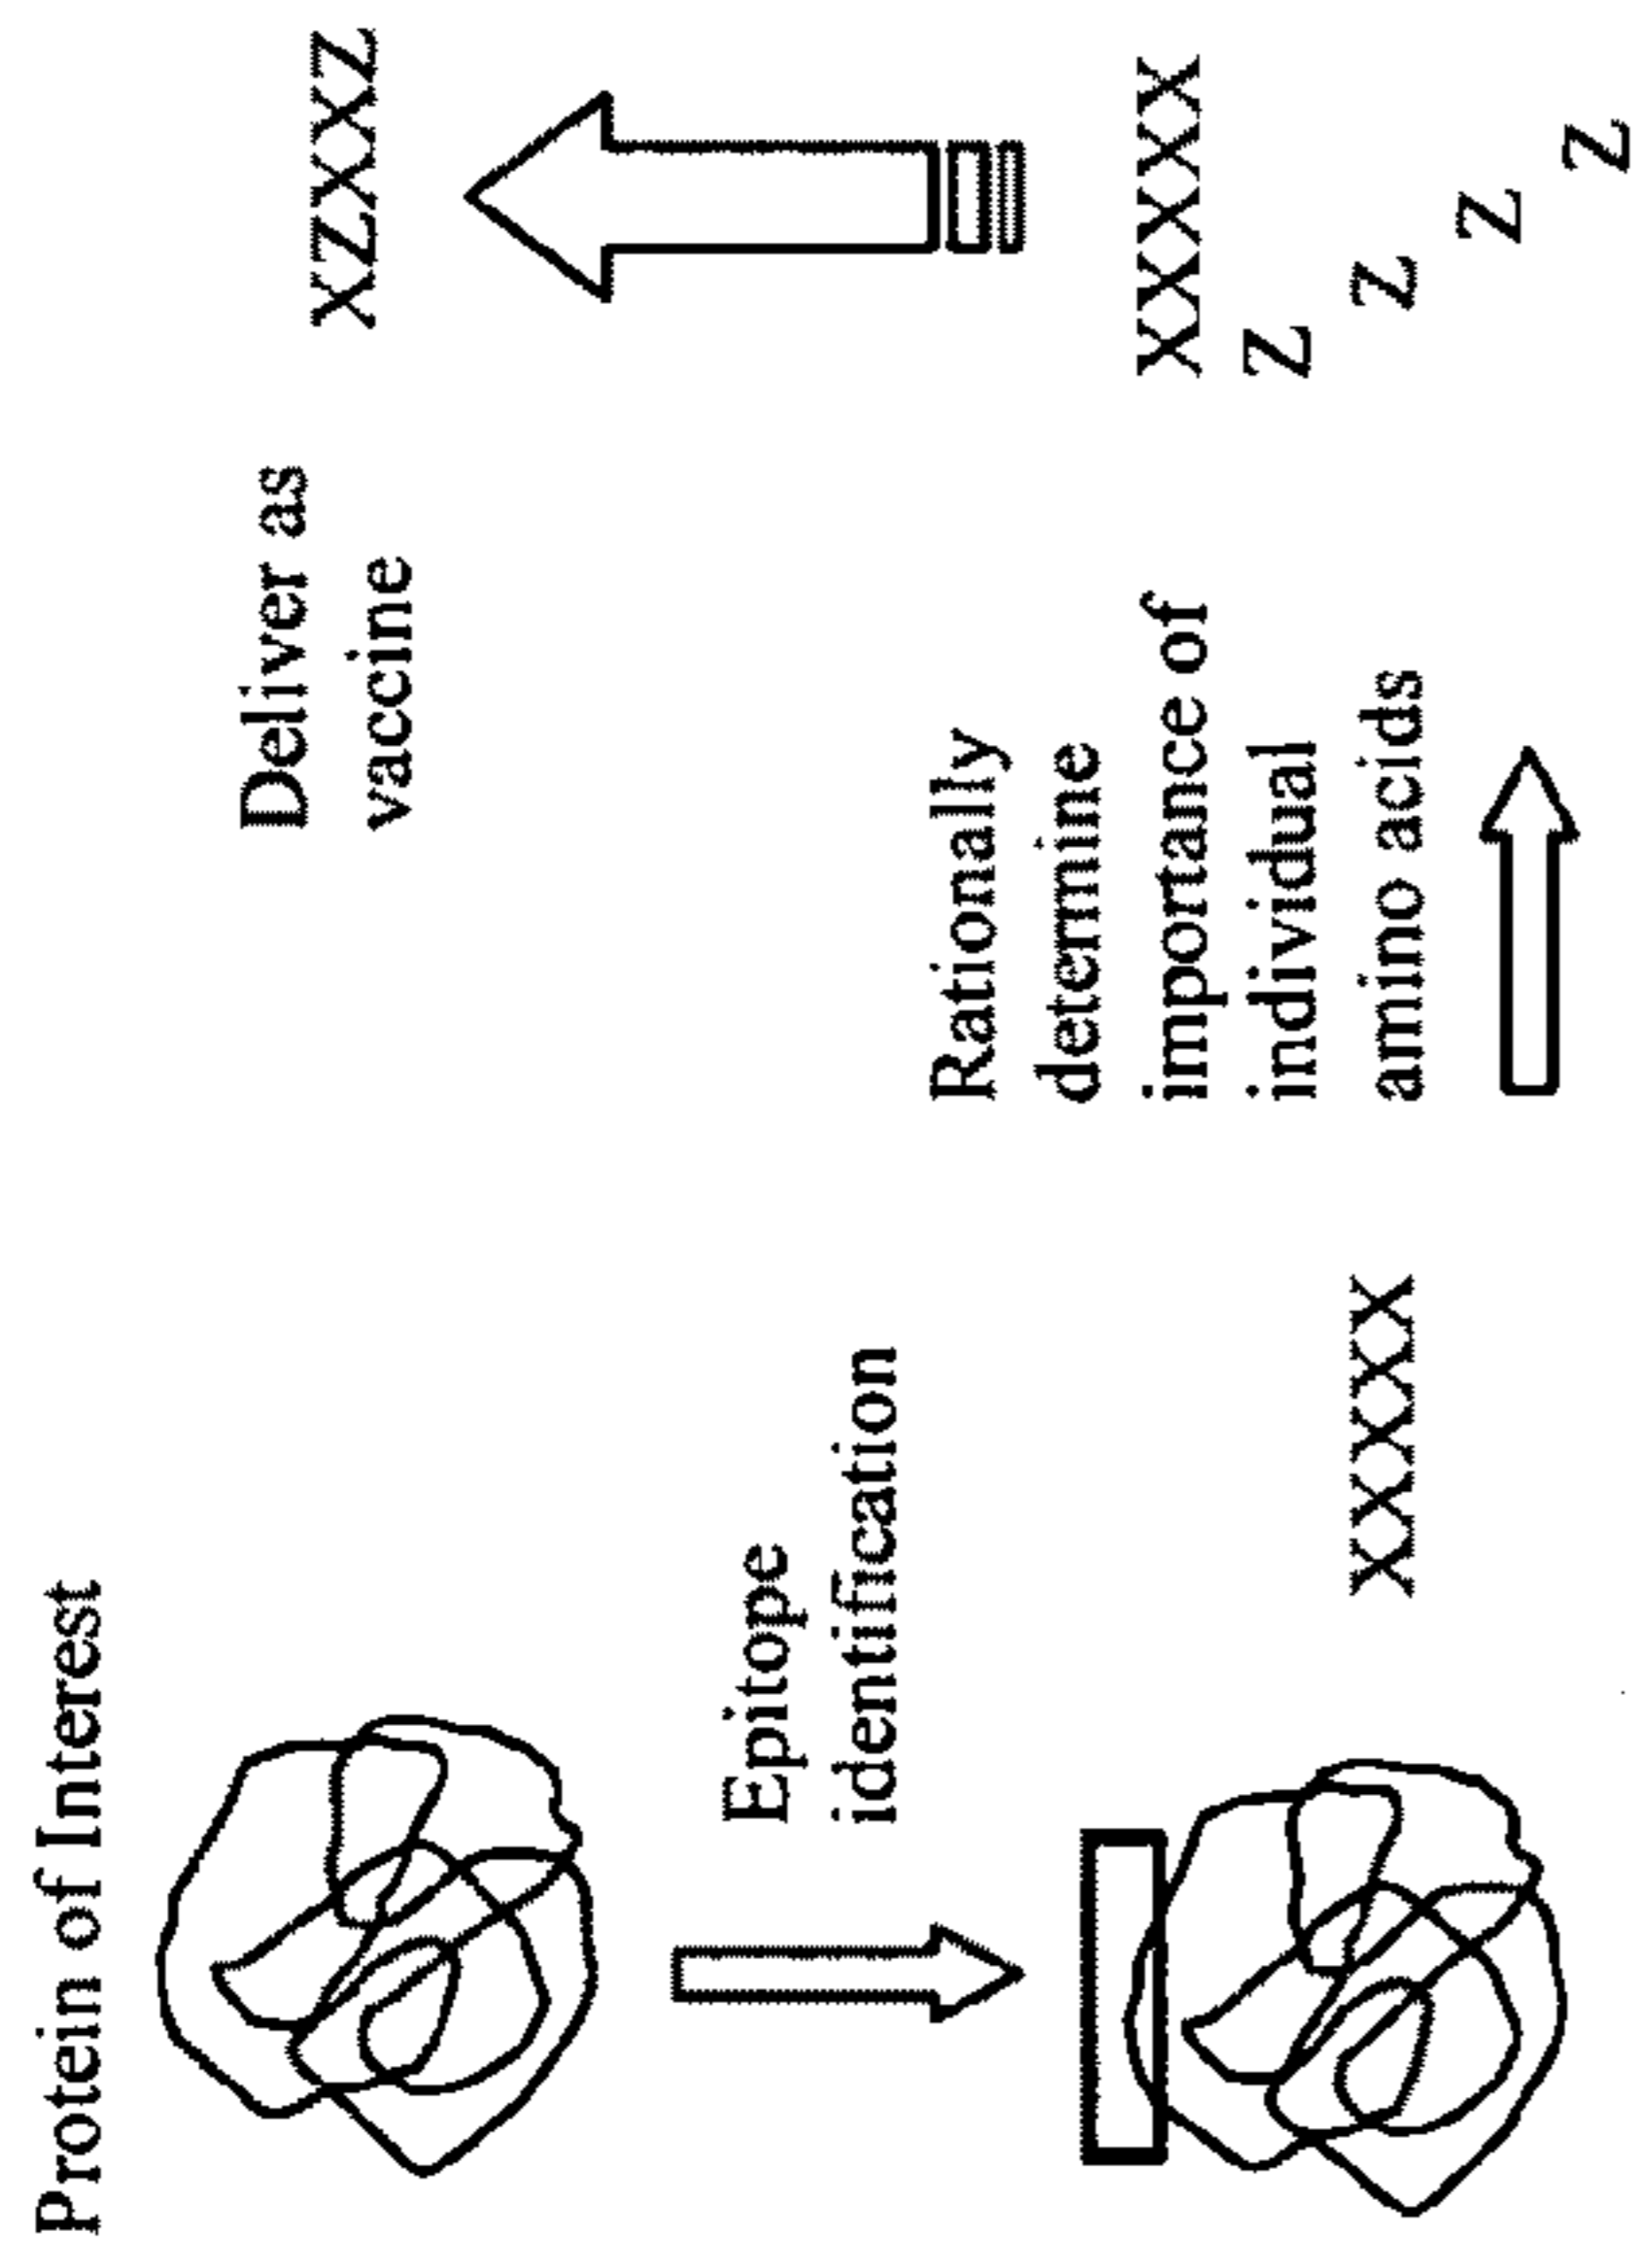 Protein of Interest
Epitope
identification
XXXXX
Rationally
determine
importance of
individual
amino acids
XXXXX
Z
Z
Z
Z
Deliver as
vaccine
XZXXZ